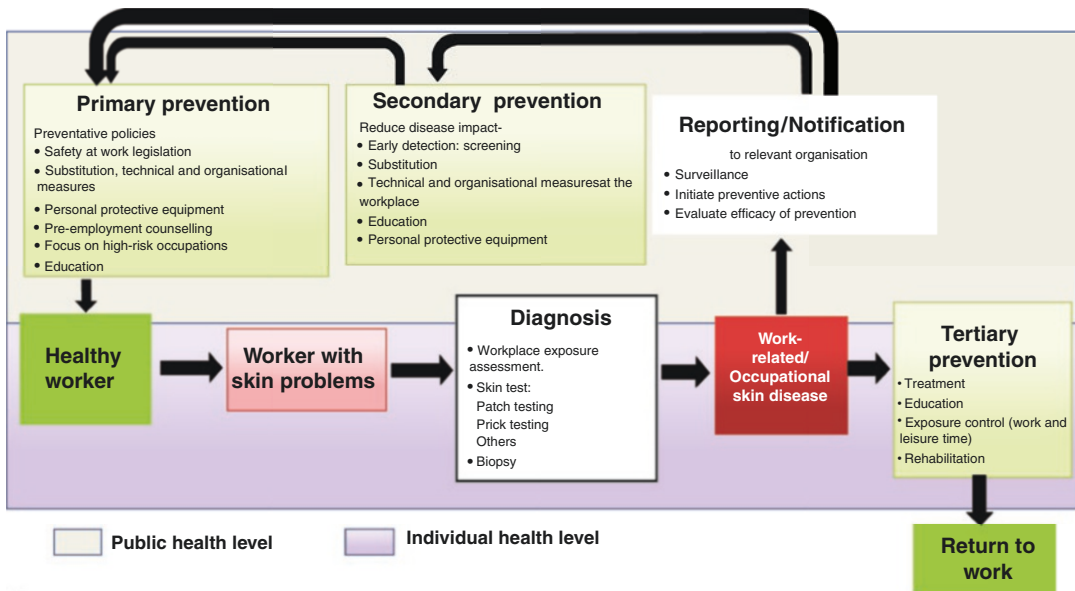 Primary prevention
Preventative policies
• Safety at work legislation
• Substitution, technical and organisational
measures
• Personal protective equipment
• Pre-employment counselling
• Focus on high-risk occupations
• Education
Secondary prevention
Reduce disease impact-
• Early detection: screening
• Substitution
• Technical and organisational measuresat the
workplace
• Education
• Personal protective equipment
Reporting/Notification
to relevant organisation
• Surveillance
• Initiate preventive actions
• Evaluate efficacy of prevention
Healthy
worker
Worker with
skin problems
Diagnosis
• Workplace exposure
assessment.
• Skin test:
Patch testing
Prick testing
Others
• Biopsy
Work-
related/
Occupational
skin disease
Tertiary
prevention
• Treatment
• Education
• Exposure control (work and
leisure time)
• Rehabilitation
Return to
work
Public health level
Individual health level